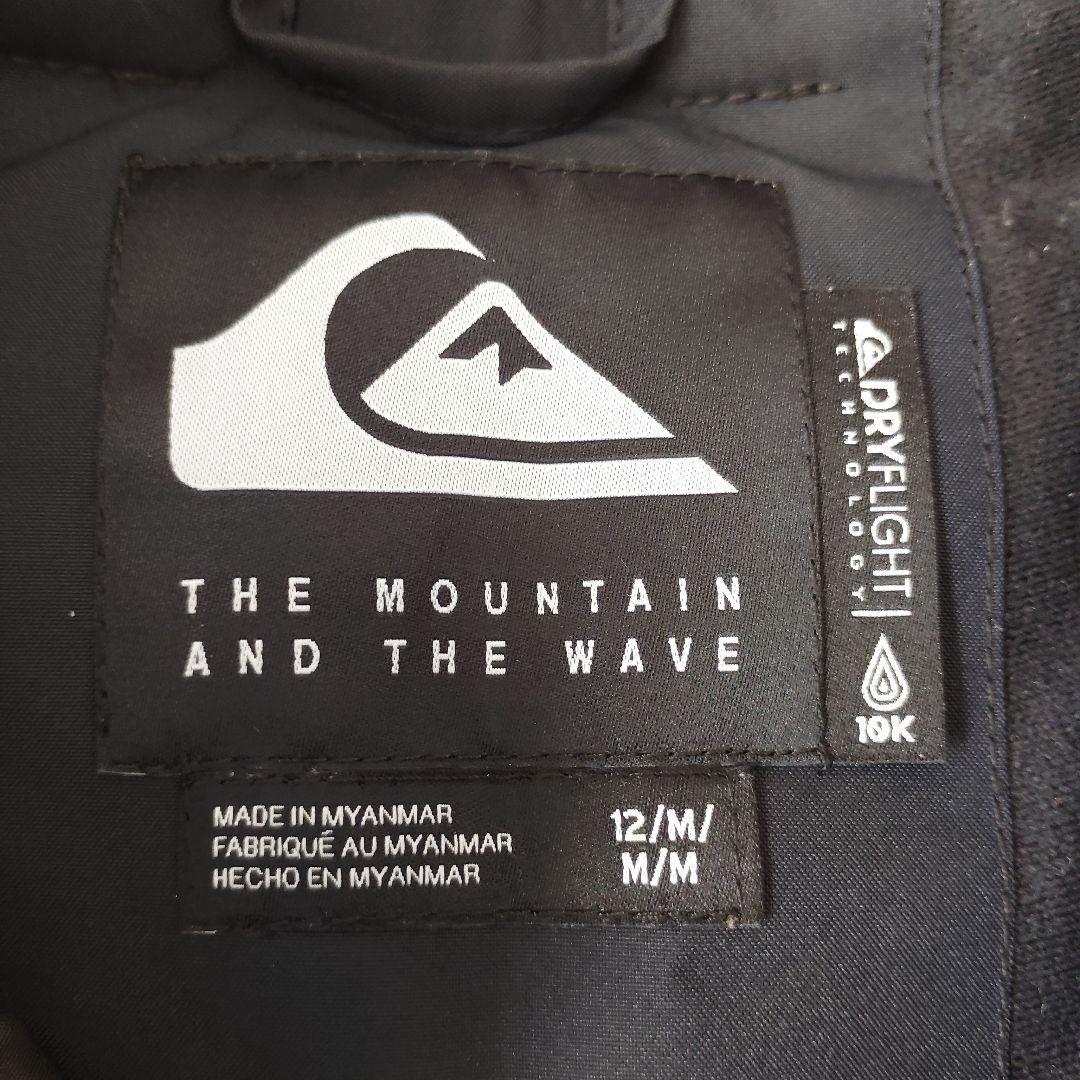 THE MOUNTAIN
AND THE WAVE
DRYFLIGHT
TECHNOLOGY
10K
MADE IN MYANMAR
FABRIQUÉ AU MYANMAR
HECHO EN MYANMAR
12/M/
M/M